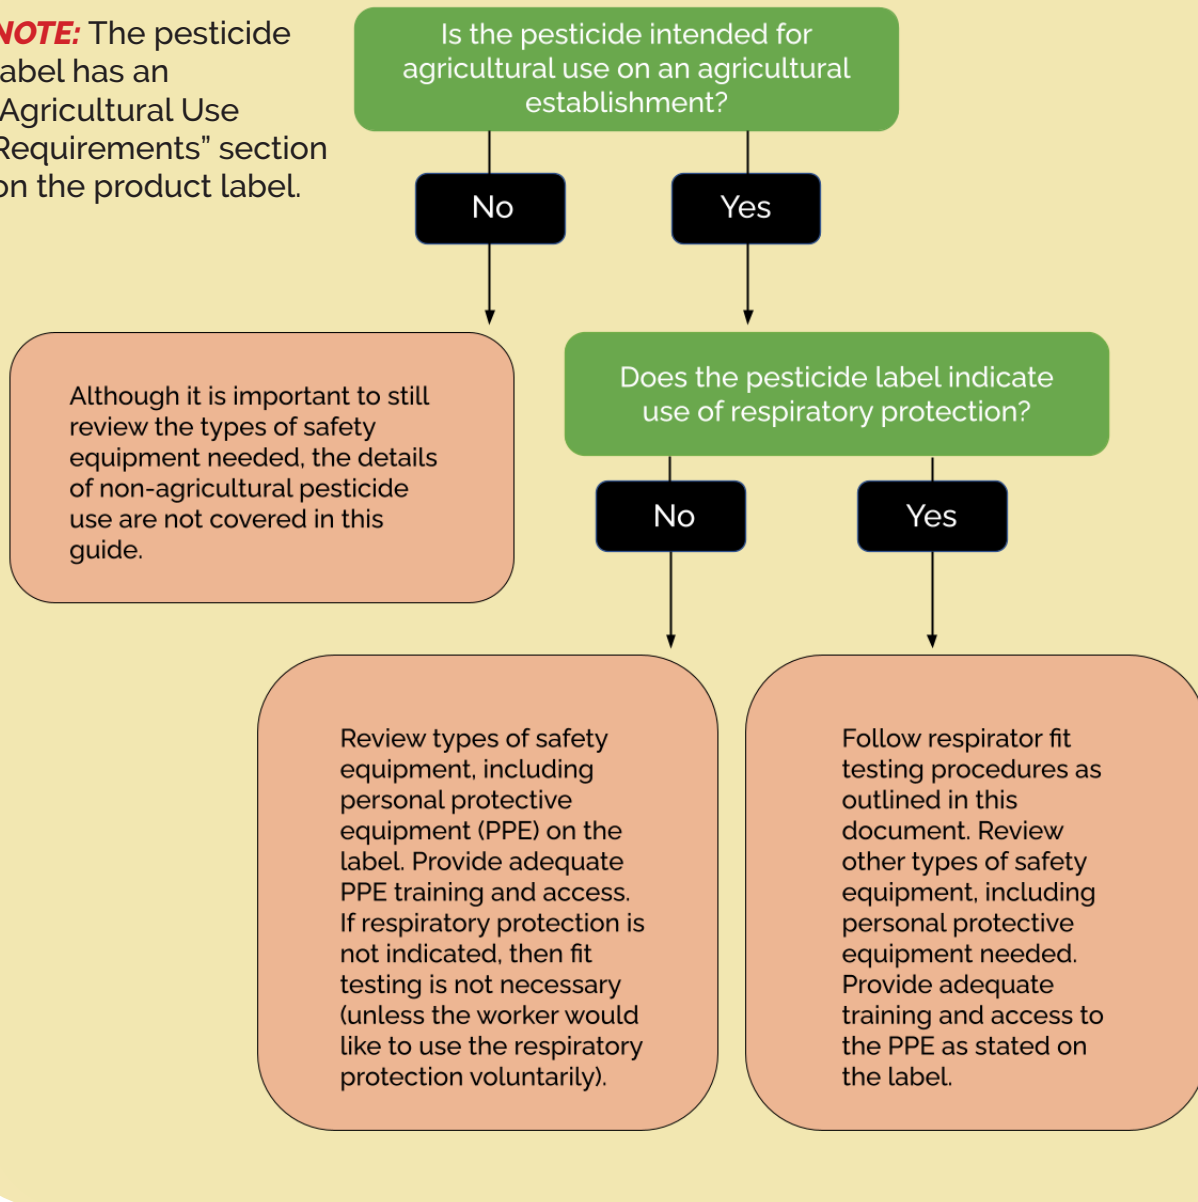 NOTE: The pesticide
label has an
“Agricultural Use
Requirements” section
on the product label.
Is the pesticide intended for
agricultural use on an agricultural
establishment?
No
Yes
Although it is important to still
review the types of safety
equipment needed, the details
of non-agricultural pesticide
use are not covered in this
guide.
Does the pesticide label indicate
use of respiratory protection?
No
Yes
Review types of safety
equipment, including
personal protective
equipment (PPE) on the
label. Provide adequate
PPE training and access.
If respiratory protection is
not indicated, then fit
testing is not necessary
(unless the worker would
like to use the respiratory
protection voluntarily).
Follow respirator fit
testing procedures as
outlined in this
document. Review
other types of safety
equipment, including
personal protective
equipment needed.
Provide adequate
training and access to
the PPE as stated on
the label.